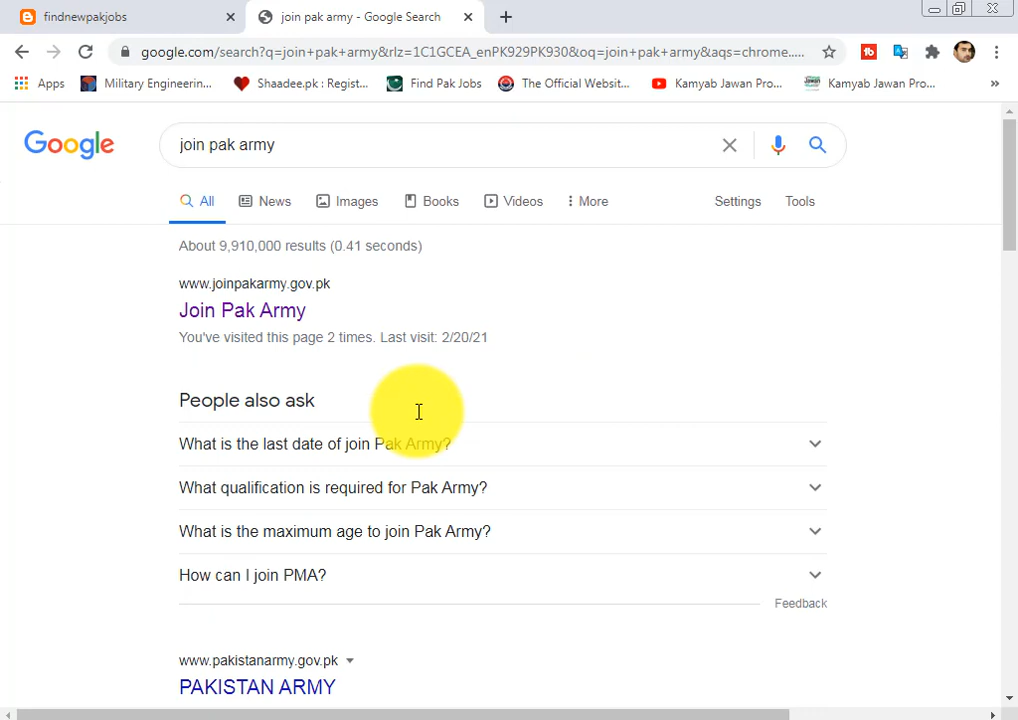 findnewpakjobs
join pak army - Google Search
google.com/search?q=join+pak+army&rlz=1C1GCEA_enPK929PK930&oq=join+pak+army&aqs=chrome.....
fb
Apps
Military Engineerin...
Shaadee.pk : Regist...
Find Pak Jobs
The Official Websit...
Kamyab Jawan Pro...
Kamyab Jawan Pro...
»
Google
join pak army
All
News
Images
Books
Videos
More
Settings
Tools
About 9,910,000 results (0.41 seconds)
www.joinpakarmy.gov.pk
Join Pak Army
You've visited this page 2 times. Last visit: 2/20/21
People also ask
What is the last date of join Pak Army?
What qualification is required for Pak Army?
What is the maximum age to join Pak Army?
How can I join PMA?
Feedback
www.pakistanarmy.gov.pk
PAKISTAN ARMY